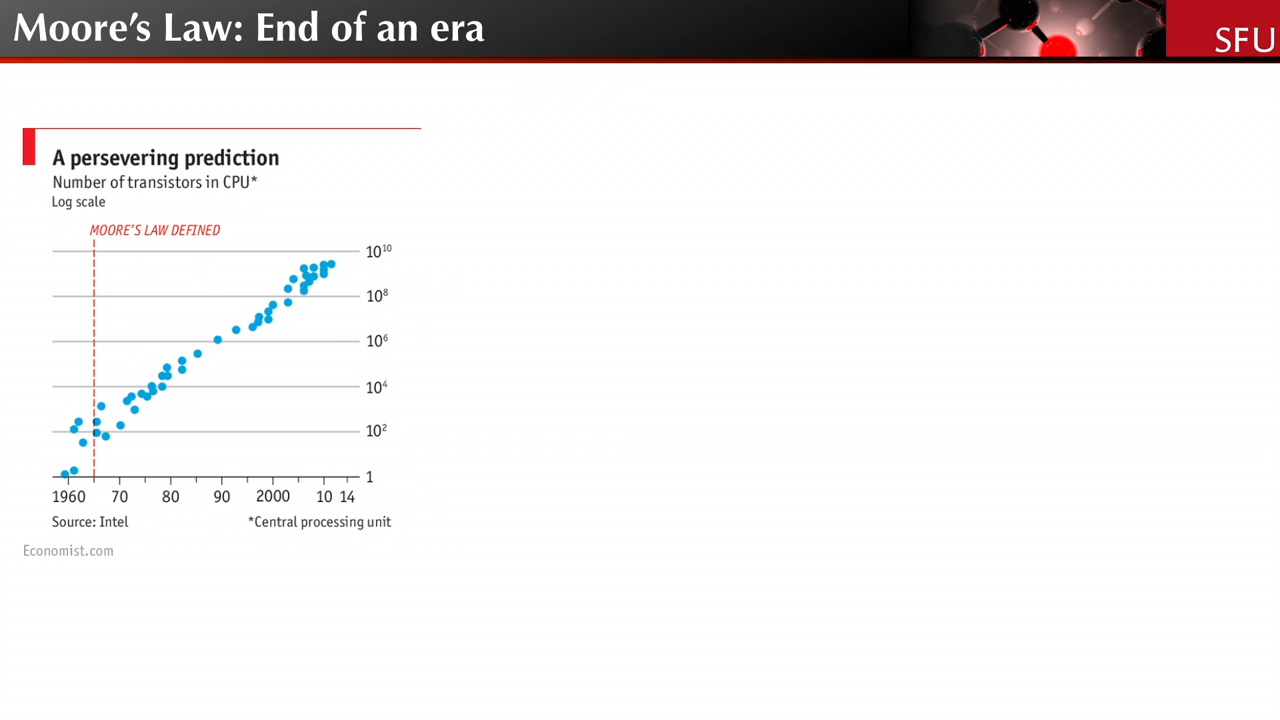 Moore’s Law: End of an era
SFU
A persevering prediction
Number of transistors in CPU*
Log scale
MOORE’S LAW DEFINED
10¹⁰
10⁸
10⁶
10⁴
10²
1
1960 70 80 90 2000 10 14
Source: Intel *Central processing unit
Economist.com